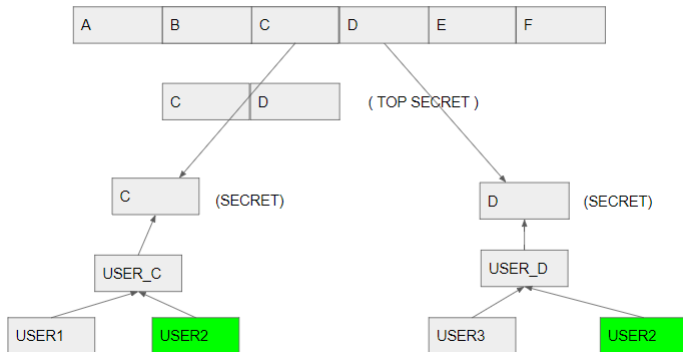 A B C D E F
C D ( TOP SECRET )
C (SECRET) D (SECRET)
USER_C USER_D
USER1 USER2 USER3 USER2